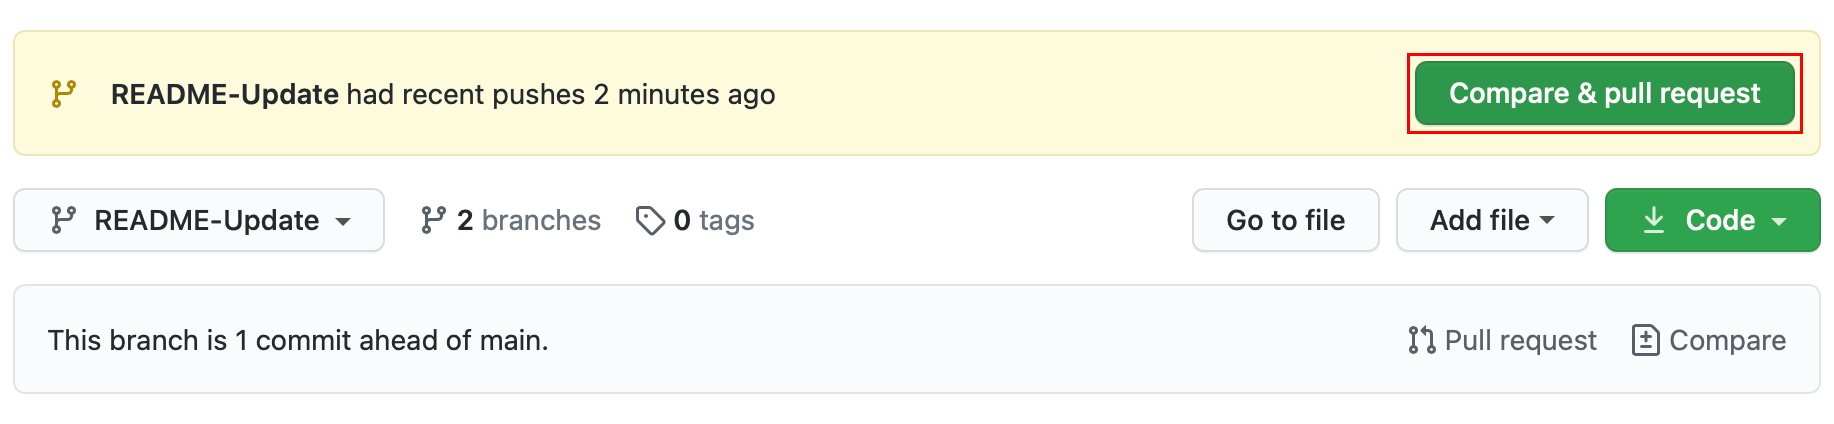 README-Update had recent pushes 2 minutes ago Compare & pull request
README-Update 2 branches 0 tags Go to file Add file Code
This branch is 1 commit ahead of main. Pull request Compare